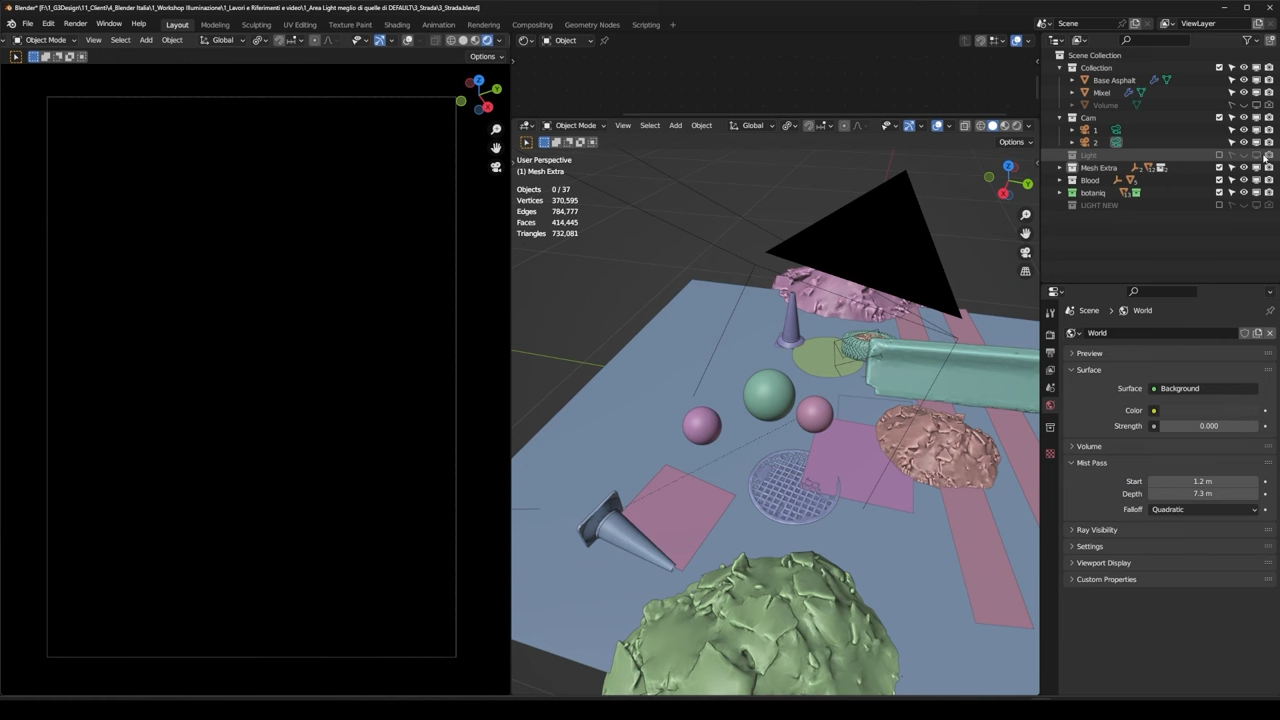 Blender* [F:\1_G3Design\11_Clienti\4_Blender Italia\1_Workshop Illuminazione\1_Lavori e Riferimenti e video\1_Area Light meglio di quelle di DEFAULT\3_Strada\3_Strada.blend]
File Edit Render Window Help Layout Modeling Sculpting UV Editing Texture Paint Shading Animation Rendering Compositing Geometry Nodes Scripting + Scene ViewLayer
Object Mode View Select Add Object Global
Object
Options
Scene Collection
Collection
Base Asphalt
Mixel
Volume
Cam
1
2
Light
Mesh Extra
Blood
botaniq
LIGHT NEW
Object Mode View Select Add Object Global
Options
User Perspective
(1) Mesh Extra
Objects 0 / 37
Vertices 370,595
Edges 784,777
Faces 414,445
Triangles 732,081
Z
Y
X
Z
Y
X
Scene World
World
Preview
Surface
Surface Background
Color
Strength 0.000
Volume
Mist Pass
Start 1.2 m
Depth 7.3 m
Falloff Quadratic
Ray Visibility
Settings
Viewport Display
Custom Properties